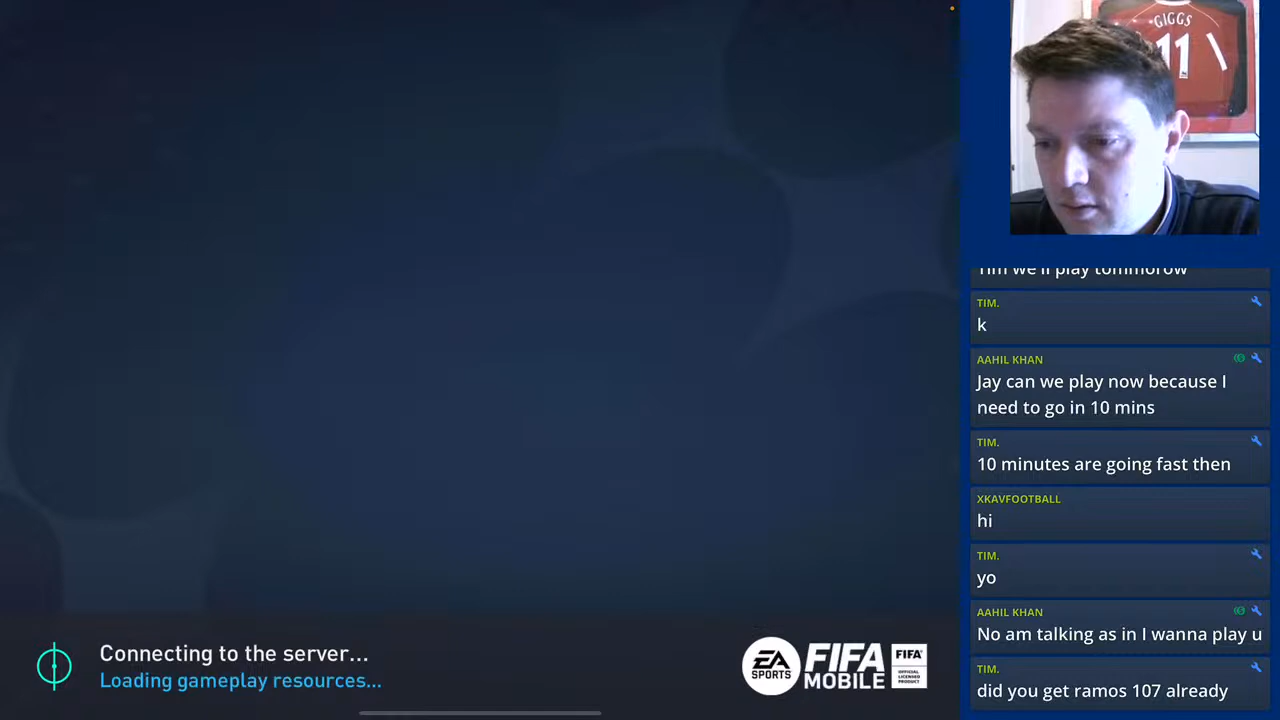 GIGGS
11
Tim we'll play tommorow
TIM.
k
AAHIL KHAN
Jay can we play now because I
need to go in 10 mins
TIM.
10 minutes are going fast then
XKAVFOOTBALL
hi
TIM.
yo
AAHIL KHAN
No am talking as in I wanna play u
TIM.
did you get ramos 107 already
Connecting to the server...
Loading gameplay resources...
EA
SPORTS
FIFA
MOBILE
FIFA
OFFICIAL
LICENSED
PRODUCT